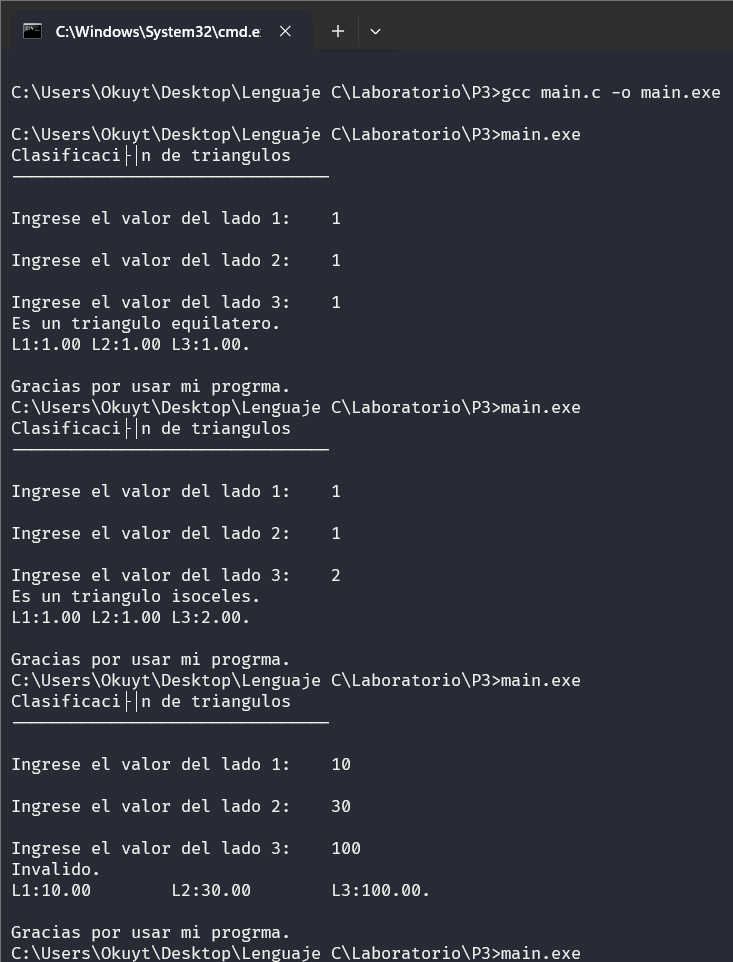 C:\Windows\System32\cmd.e
C:\Users\Okuyt\Desktop\Lenguaje C\Laboratorio\P3>gcc main.c -o main.exe
C:\Users\Okuyt\Desktop\Lenguaje C\Laboratorio\P3>main.exe
Clasificaci├│n de triangulos
--------------------------------
Ingrese el valor del lado 1:    1
Ingrese el valor del lado 2:    1
Ingrese el valor del lado 3:    1
Es un triangulo equilatero.
L1:1.00 L2:1.00 L3:1.00.
Gracias por usar mi progrma.
C:\Users\Okuyt\Desktop\Lenguaje C\Laboratorio\P3>main.exe
Clasificaci├│n de triangulos
--------------------------------
Ingrese el valor del lado 1:    1
Ingrese el valor del lado 2:    1
Ingrese el valor del lado 3:    2
Es un triangulo isoceles.
L1:1.00 L2:1.00 L3:2.00.
Gracias por usar mi progrma.
C:\Users\Okuyt\Desktop\Lenguaje C\Laboratorio\P3>main.exe
Clasificaci├│n de triangulos
--------------------------------
Ingrese el valor del lado 1:    10
Ingrese el valor del lado 2:    30
Ingrese el valor del lado 3:    100
Invalido.
L1:10.00        L2:30.00        L3:100.00.
Gracias por usar mi progrma.
C:\Users\Okuyt\Desktop\Lenguaje C\Laboratorio\P3>main.exe